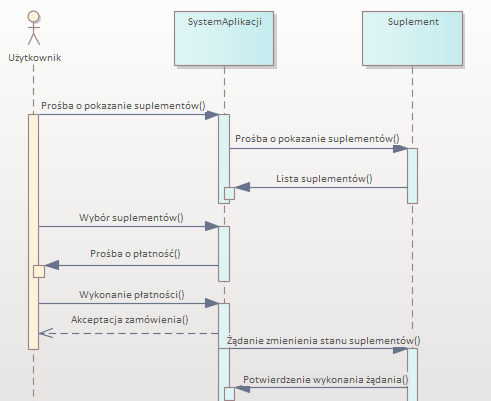 SystemAplikacji
Suplement
Użytkownik
Prośba o pokazanie suplementów()
Prośba o pokazanie suplementów()
Lista suplementów()
Wybór suplementów()
Prośba o płatność()
Wykonanie płatności()
Akceptacja zamówienia()
Żądanie zmienienia stanu suplementów()
Potwierdzenie wykonania żądania()